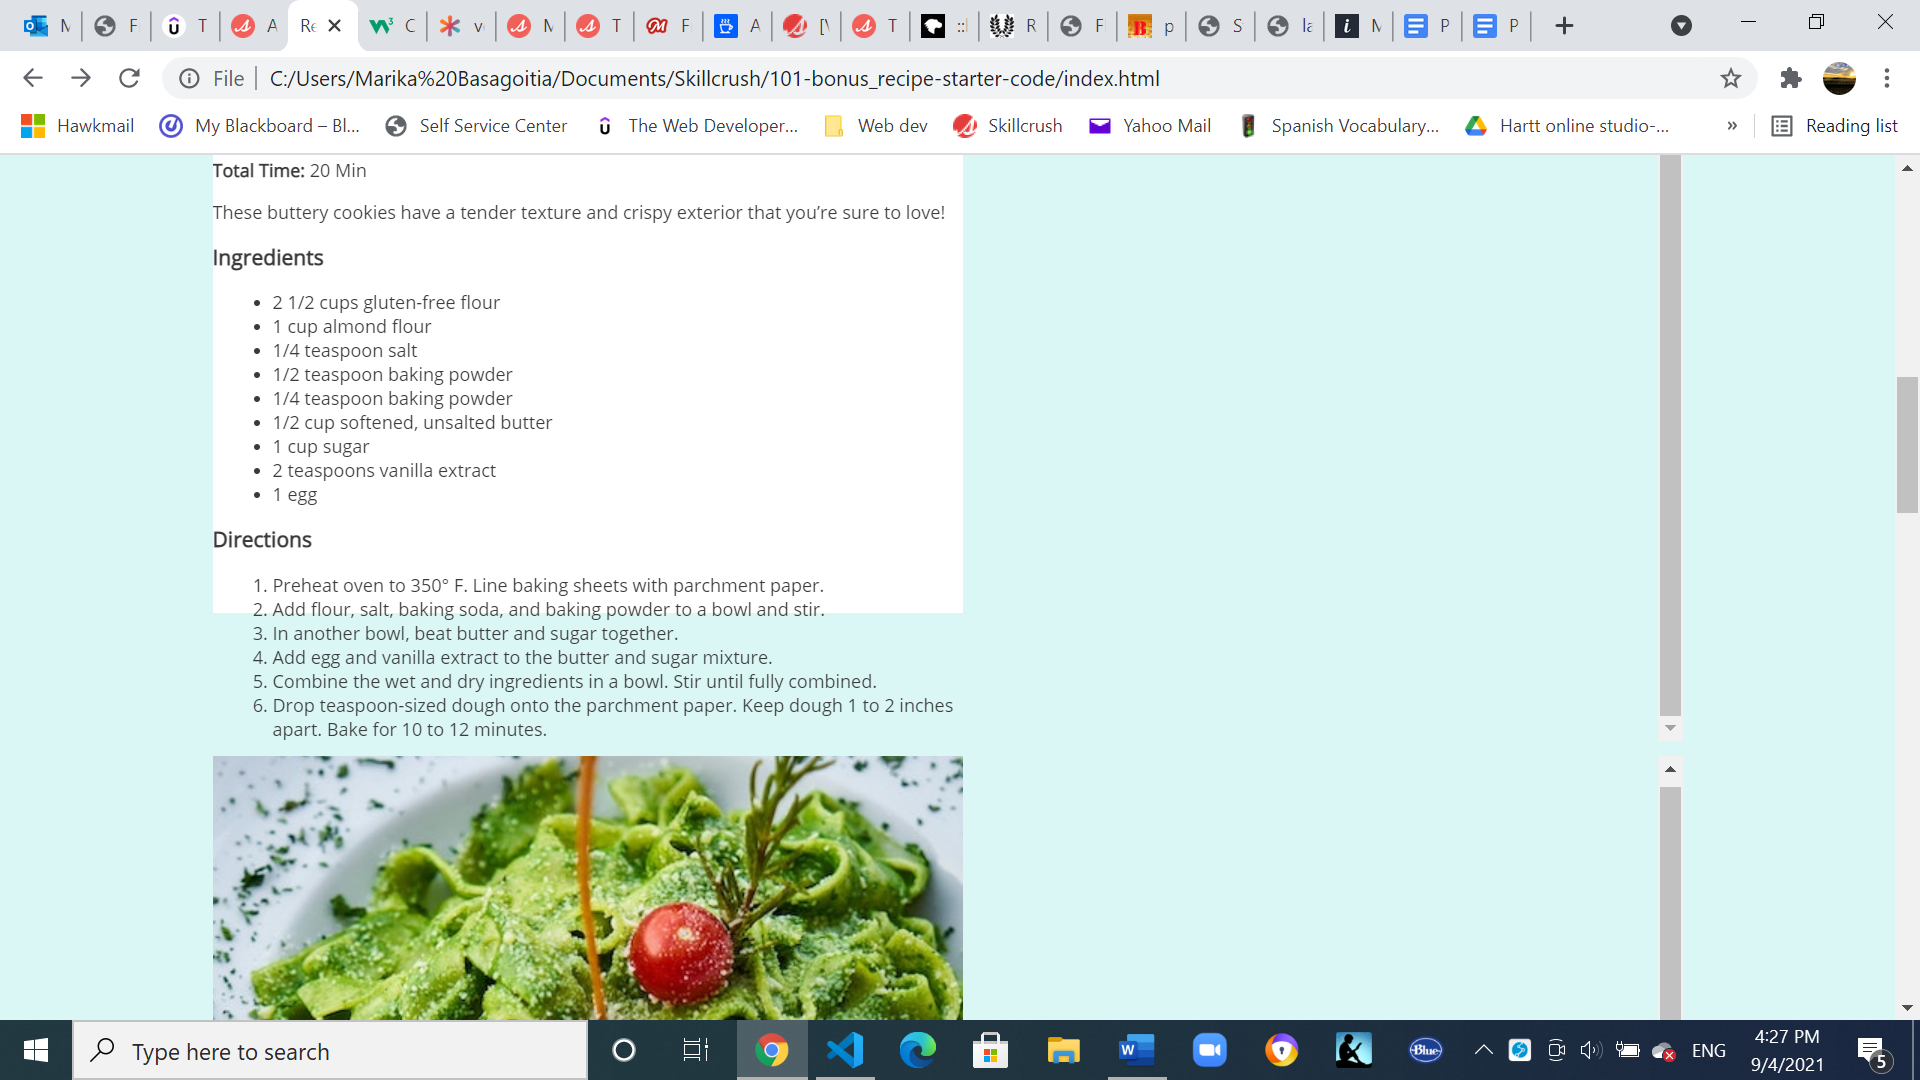 M
F
T
A
Re
C
v
M
T
F
A
[\
T
::
R
F
p
S
la
M
P
P
File
C:/Users/Marika%20Basagoitia/Documents/Skillcrush/101-bonus_recipe-starter-code/index.html
Hawkmail
My Blackboard – Bl...
Self Service Center
The Web Developer...
Web dev
Skillcrush
Yahoo Mail
Spanish Vocabulary...
Hartt online studio-...
»
Reading list
Total Time: 20 Min
These buttery cookies have a tender texture and crispy exterior that you’re sure to love!
Ingredients
• 2 1/2 cups gluten-free flour
• 1 cup almond flour
• 1/4 teaspoon salt
• 1/2 teaspoon baking powder
• 1/4 teaspoon baking powder
• 1/2 cup softened, unsalted butter
• 1 cup sugar
• 2 teaspoons vanilla extract
• 1 egg
Directions
1. Preheat oven to 350° F. Line baking sheets with parchment paper.
2. Add flour, salt, baking soda, and baking powder to a bowl and stir.
3. In another bowl, beat butter and sugar together.
4. Add egg and vanilla extract to the butter and sugar mixture.
5. Combine the wet and dry ingredients in a bowl. Stir until fully combined.
6. Drop teaspoon-sized dough onto the parchment paper. Keep dough 1 to 2 inches
apart. Bake for 10 to 12 minutes.
Type here to search
Blue
ENG
4:27 PM
9/4/2021
5